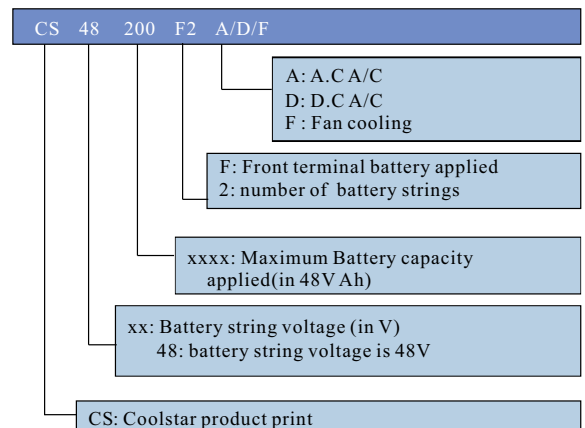 CS 48 200 F2 A/D/F
A: A.C A/C
D: D.C A/C
F : Fan cooling
F: Front terminal battery applied
2: number of battery strings
xxxx: Maximum Battery capacity
applied(in 48V Ah)
xx: Battery string voltage (in V)
48: battery string voltage is 48V
CS: Coolstar product print